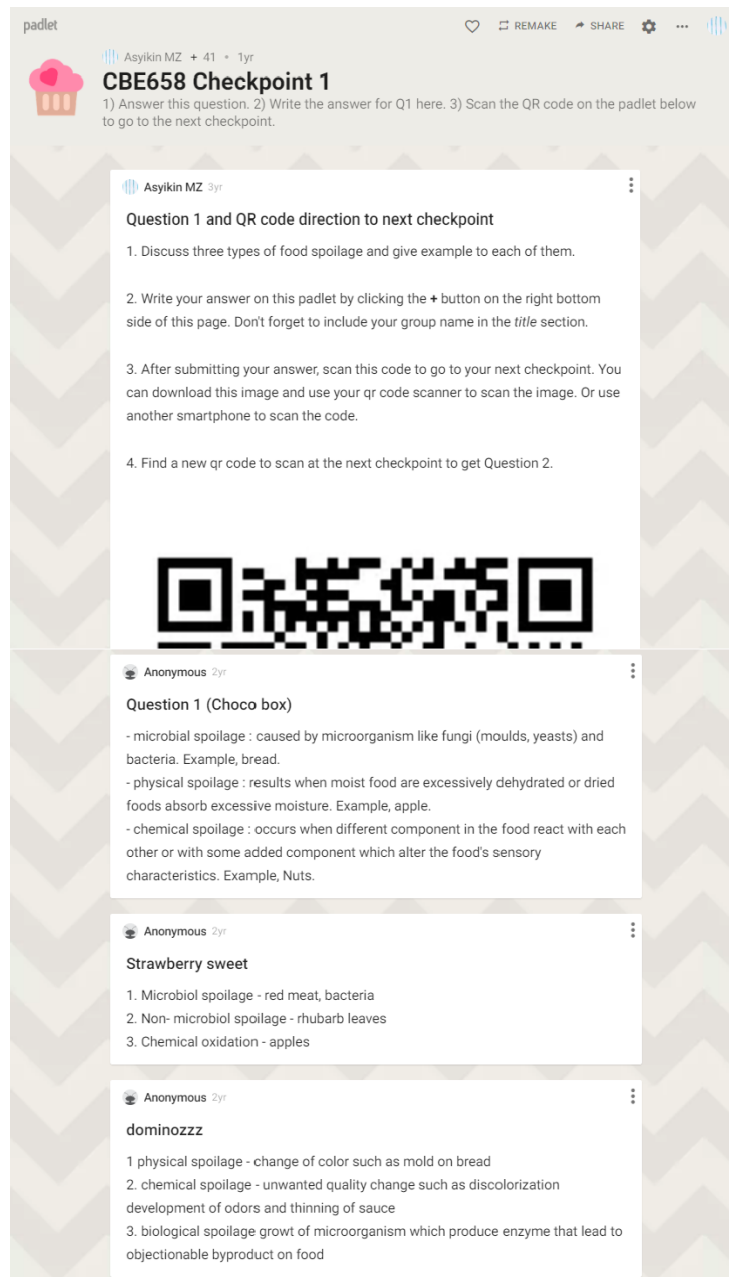 padlet
REMAKE SHARE
Asyikin MZ + 41 • 1yr
CBE658 Checkpoint 1
1) Answer this question. 2) Write the answer for Q1 here. 3) Scan the QR code on the padlet below
to go to the next checkpoint.
Asyikin MZ 3yr
Question 1 and QR code direction to next checkpoint
1. Discuss three types of food spoilage and give example to each of them.
2. Write your answer on this padlet by clicking the + button on the right bottom
side of this page. Don't forget to include your group name in the title section.
3. After submitting your answer, scan this code to go to your next checkpoint. You
can download this image and use your qr code scanner to scan the image. Or use
another smartphone to scan the code.
4. Find a new qr code to scan at the next checkpoint to get Question 2.
Anonymous 2yr
Question 1 (Choco box)
- microbial spoilage : caused by microorganism like fungi (moulds, yeasts) and
bacteria. Example, bread.
- physical spoilage : results when moist food are excessively dehydrated or dried
foods absorb excessive moisture. Example, apple.
- chemical spoilage : occurs when different component in the food react with each
other or with some added component which alter the food's sensory
characteristics. Example, Nuts.
Anonymous 2yr
Strawberry sweet
1. Microbiol spoilage - red meat, bacteria
2. Non- microbiol spoilage - rhubarb leaves
3. Chemical oxidation - apples
Anonymous 2yr
dominozzz
1 physical spoilage - change of color such as mold on bread
2. chemical spoilage - unwanted quality change such as discolorization
development of odors and thinning of sauce
3. biological spoilage growt of microorganism which produce enzyme that lead to
objectionable byproduct on food